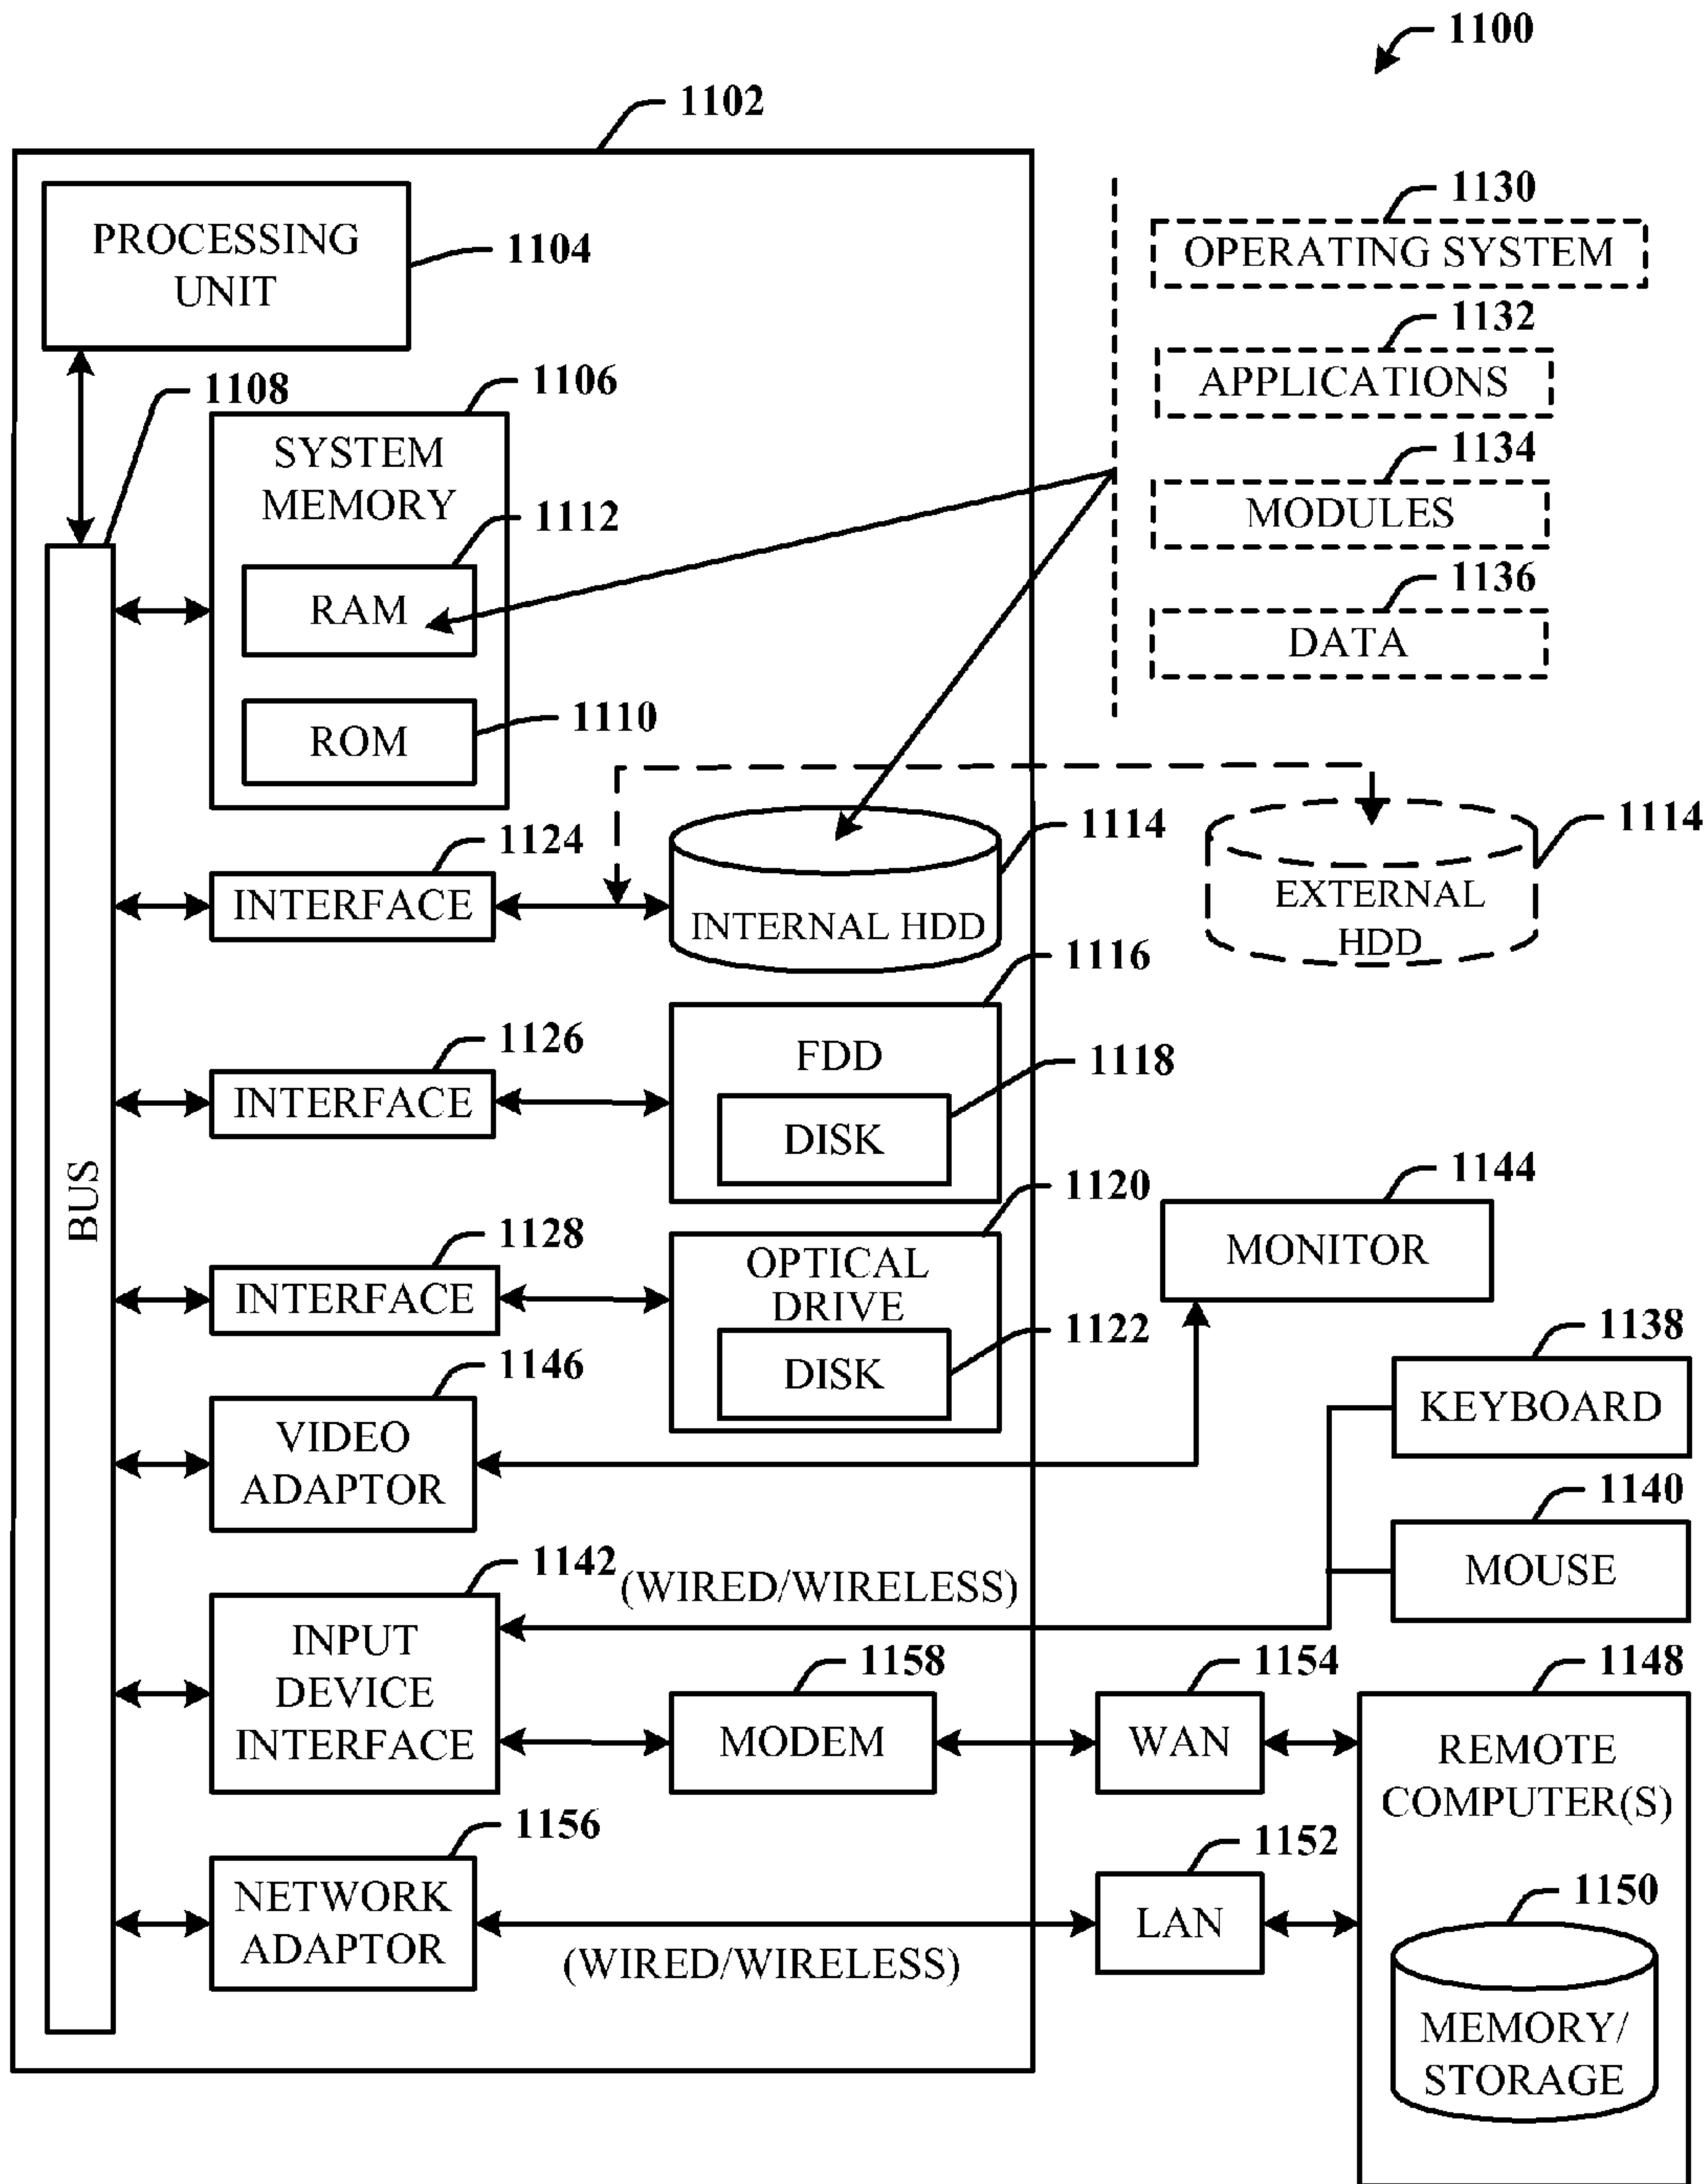 1100
1102
PROCESSING
UNIT
1104
1130
OPERATING SYSTEM
1132
APPLICATIONS
1134
MODULES
1136
DATA
1108
1106
SYSTEM
MEMORY
1112
RAM
1110
ROM
1124
INTERFACE
1114
INTERNAL HDD
1114
EXTERNAL
HDD
1116
FDD
1126
INTERFACE
1118
DISK
BUS
1120
OPTICAL
DRIVE
1128
INTERFACE
1122
DISK
1144
MONITOR
1146
VIDEO
ADAPTOR
1138
KEYBOARD
1140
MOUSE
1142
(WIRED/WIRELESS)
INPUT
DEVICE
INTERFACE
1158
MODEM
1154
WAN
1148
REMOTE
COMPUTER(S)
1156
NETWORK
ADAPTOR
(WIRED/WIRELESS)
1152
LAN
1150
MEMORY/
STORAGE